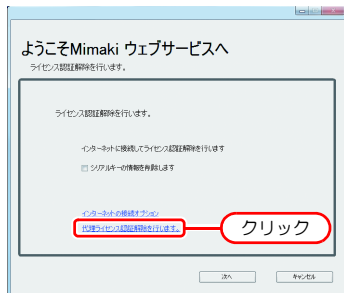 ようこそMimaki ウェブサービスへ
ライセンス認証解除を行います。
ライセンス認証解除を行います。
インターネットに接続してライセンス認証解除を行います
シリアルキーの情報を削除します
インターネットの接続オプション
代理ライセンス認証解除を行います。
クリック
次へ
キャンセル